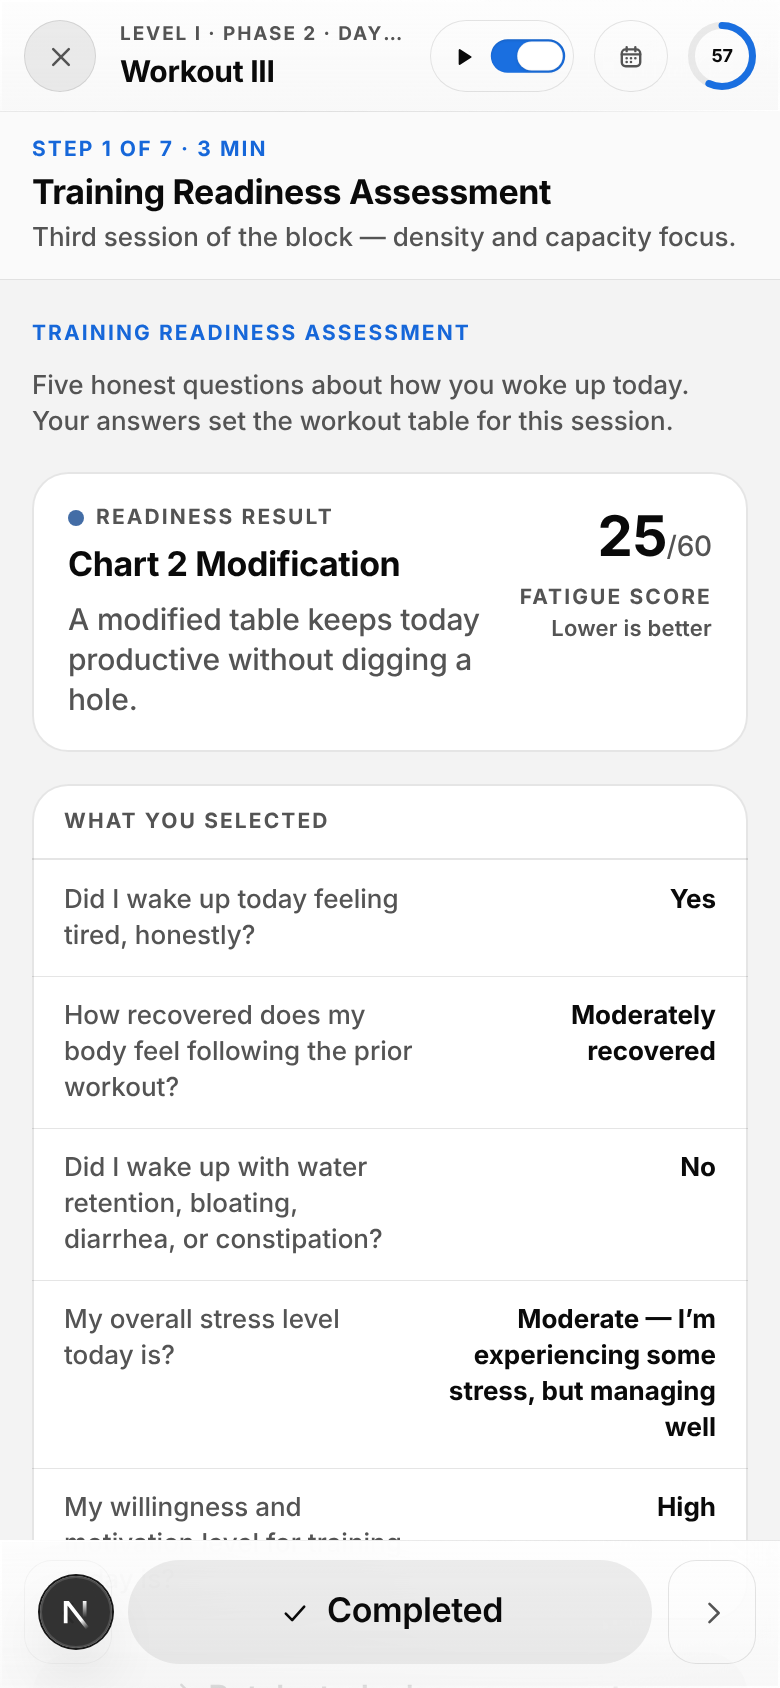 LEVEL I · PHASE 2 · DAY…
Workout III
57
STEP 1 OF 7 · 3 MIN
Training Readiness Assessment
Third session of the block — density and capacity focus.
TRAINING READINESS ASSESSMENT
Five honest questions about how you woke up today.
Your answers set the workout table for this session.
READINESS RESULT
Chart 2 Modification
A modified table keeps today
productive without digging a
hole.
25/60
FATIGUE SCORE
Lower is better
WHAT YOU SELECTED
Did I wake up today feeling
tired, honestly?
Yes
How recovered does my
body feel following the prior
workout?
Moderately
recovered
Did I wake up with water
retention, bloating,
diarrhea, or constipation?
No
My overall stress level
today is?
Moderate — I’m
experiencing some
stress, but managing
well
My willingness and
motivation level for training
High
N
Completed